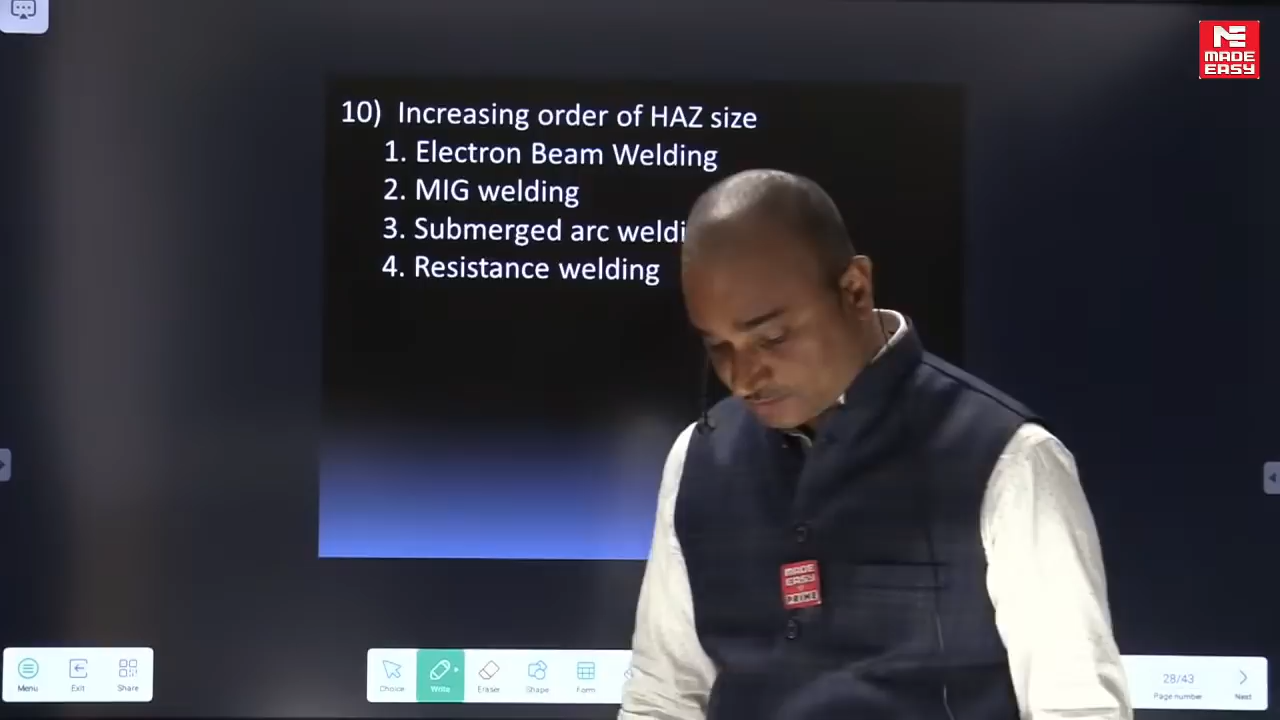 MADE
EASY
10) Increasing order of HAZ size
1. Electron Beam Welding
2. MIG welding
3. Submerged arc weldi
4. Resistance welding
MADE
EASY
PRIME
Menu
Exit
Share
Choice
Write
Eraser
Shape
Form
28/43
Page number
Next